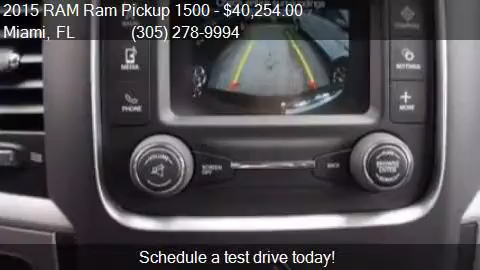 2015 RAM Ram Pickup 1500 - $40,254.00
Miami, FL (305) 278-9994
MEDIA
SETTINGS
PHONE
+
MORE
VOLUME
SCREEN OFF
BACK
BROWSE
ENTER
Schedule a test drive today!